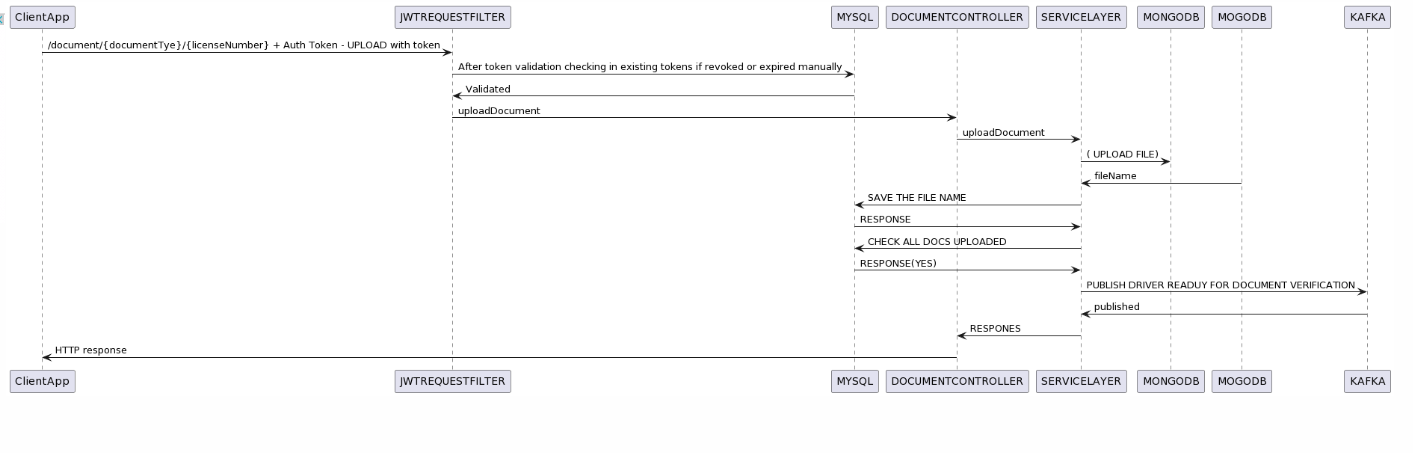 ClientApp JWTREQUESTFILTER MYSQL DOCUMENTCONTROLLER SERVICELAYER MONGODB MOGODB KAFKA
/document/{documentTye}/{licenseNumber} + Auth Token - UPLOAD with token
After token validation checking in existing tokens if revoked or expired manually
Validated
uploadDocument
uploadDocument
( UPLOAD FILE)
fileName
SAVE THE FILE NAME
RESPONSE
CHECK ALL DOCS UPLOADED
RESPONSE(YES)
PUBLISH DRIVER READUY FOR DOCUMENT VERIFICATION
published
RESPONES
HTTP response
ClientApp JWTREQUESTFILTER MYSQL DOCUMENTCONTROLLER SERVICELAYER MONGODB MOGODB KAFKA